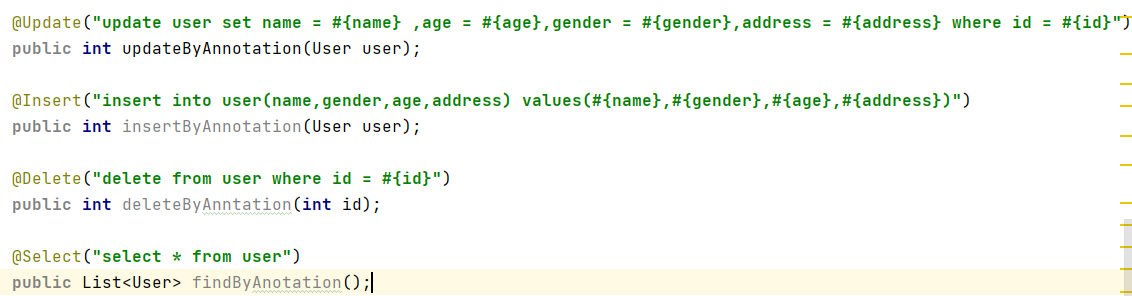 @Update("update user set name = #{name} ,age = #{age},gender = #{gender},address = #{address} where id = #{id}")
public int updateByAnnotation(User user);
@Insert("insert into user(name,gender,age,address) values(#{name},#{gender},#{age},#{address})")
public int insertByAnnotation(User user);
@Delete("delete from user where id = #{id}")
public int deleteByAnntation(int id);
@Select("select * from user")
public List<User> findByAnotation();